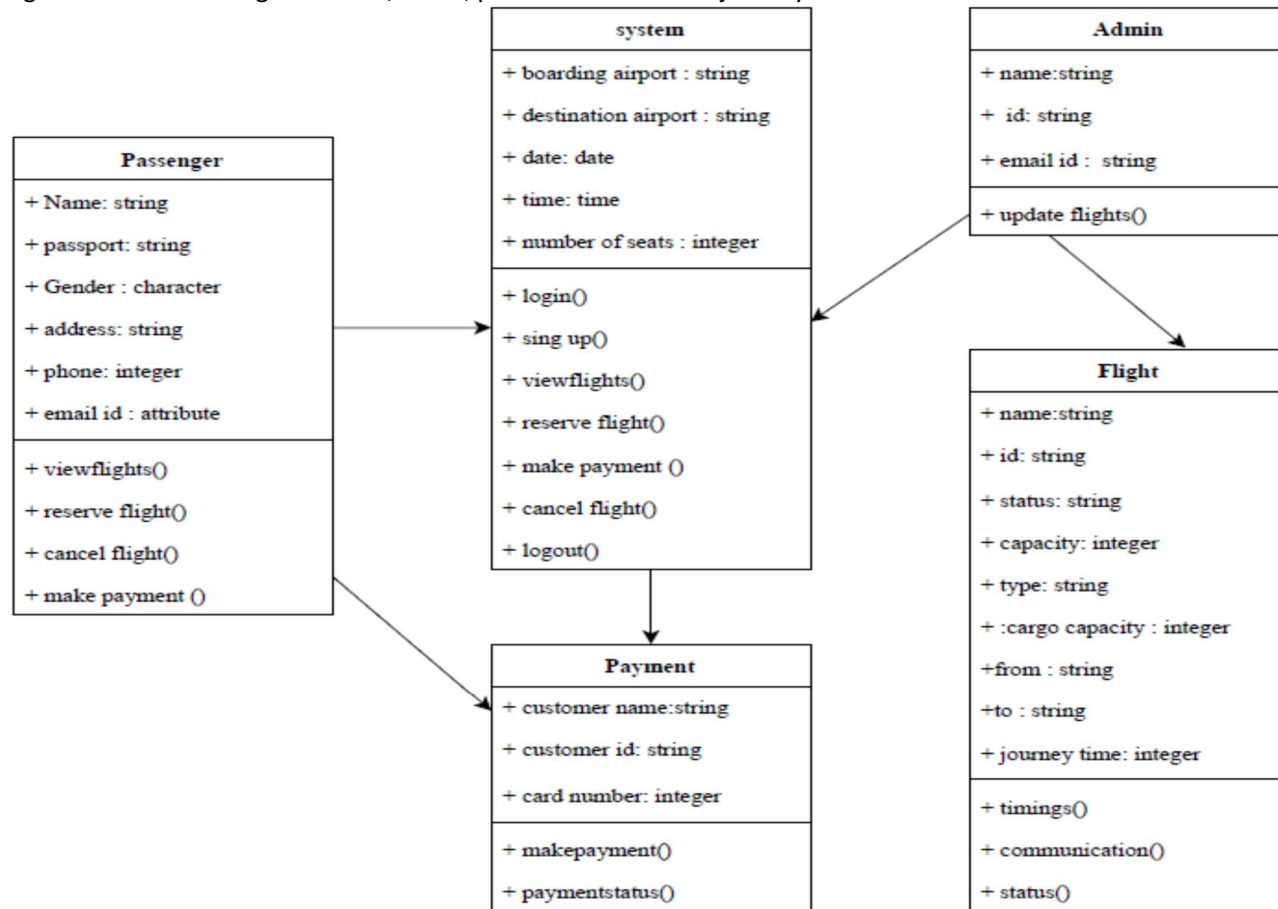 system
+ boarding airport : string
+ destination airport : string
+ date: date
+ time: time
+ number of seats : integer
+ login()
+ sing up()
+ viewflights()
+ reserve flight()
+ make payment ()
+ cancel flight()
+ logout()
Admin
+ name:string
+ id: string
+ email id : string
+ update flights()
Passenger
+ Name: string
+ passport: string
+ Gender : character
+ address: string
+ phone: integer
+ email id : attribute
+ viewflights()
+ reserve flight()
+ cancel flight()
+ make payment ()
Flight
+ name:string
+ id: string
+ status: string
+ capacity: integer
+ type: string
+ :cargo capacity : integer
+from : string
+to : string
+ journey time: integer
+ timings()
+ communication()
+ status()
Payment
+ customer name:string
+ customer id: string
+ card number: integer
+ makepayment()
+ paymentstatus()